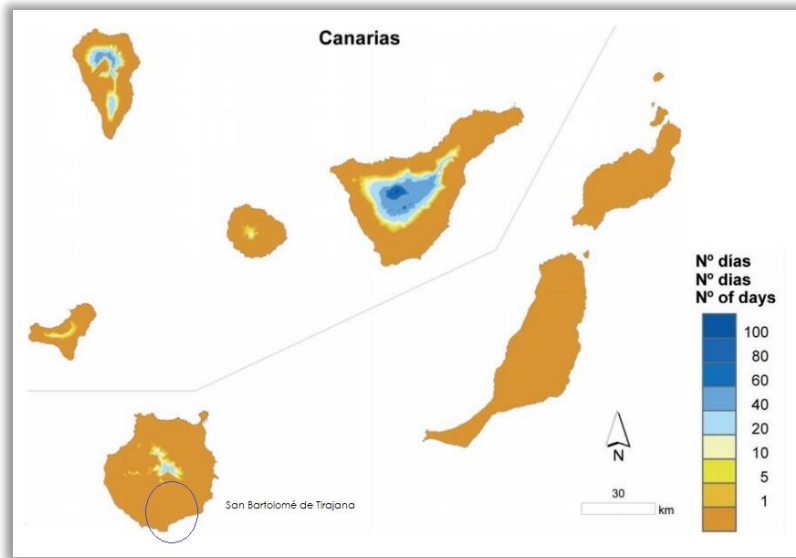 Canarias
Nº días
Nº dias
Nº of days
100
80
60
40
20
10
5
1
N
30
km
San Bartolomé de Tirajana